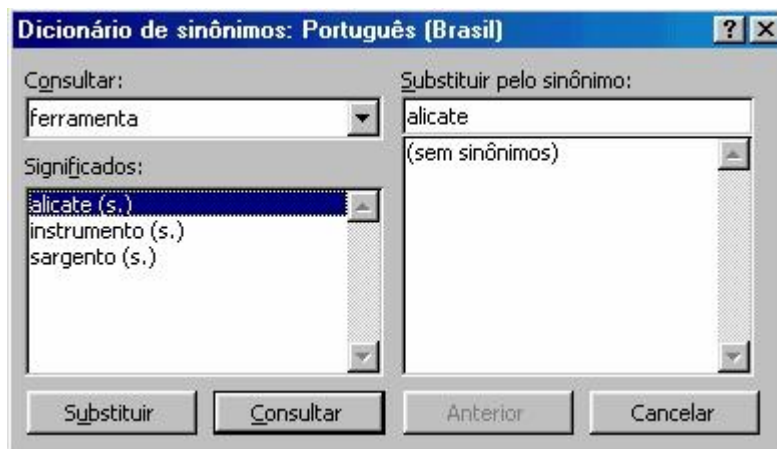 Dicionário de sinônimos: Português (Brasil)
Consultar:
ferramenta
Significados:
alicate (s.)
instrumento (s.)
sargento (s.)
Substituir pelo sinônimo:
alicate
(sem sinônimos)
Substituir
Consultar
Anterior
Cancelar